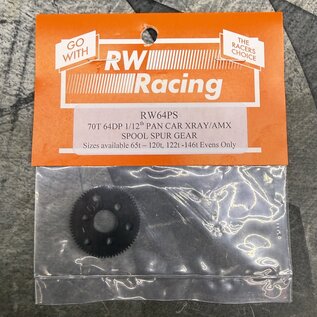 GO WITH
THE RACERS CHOICE
RW
Racing
RW64PS
70T 64DP 1/12th PAN CAR XRAY/AMX
SPOOL SPUR GEAR
Sizes available 65t – 120t, 122t -146t Evens Only